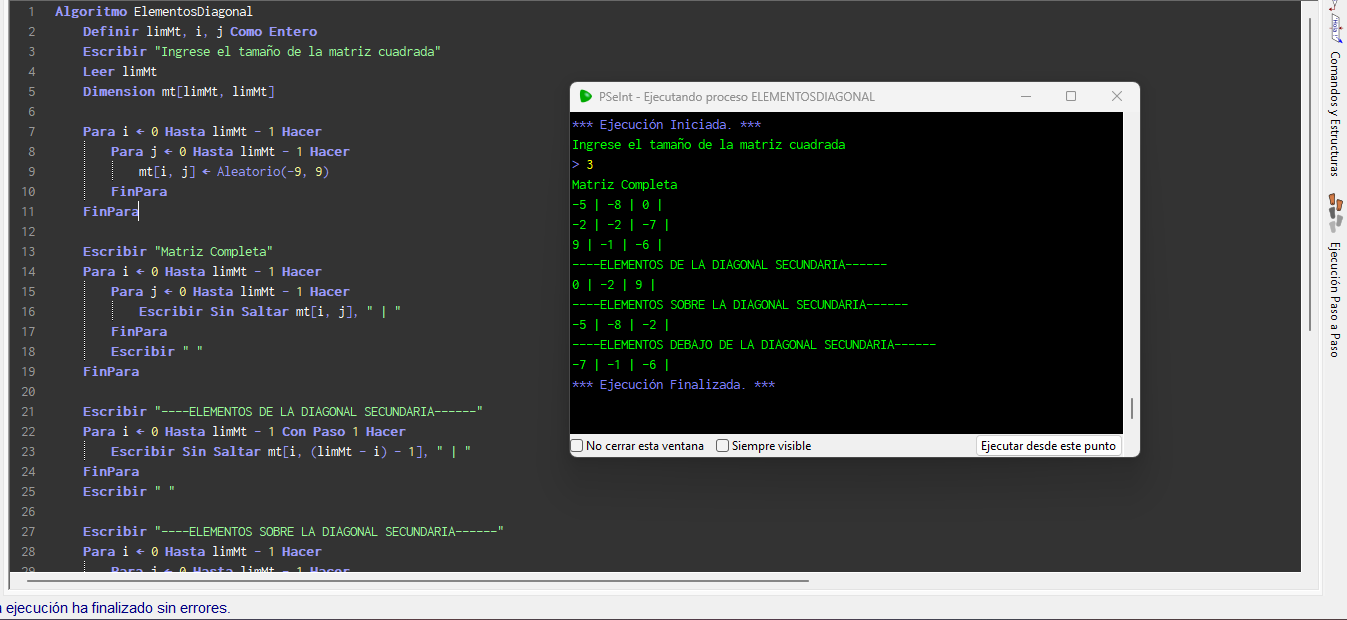 1 Algoritmo ElementosDiagonal
2 Definir limMt, i, j Como Entero
3 Escribir "Ingrese el tamaño de la matriz cuadrada"
4 Leer limMt
5 Dimension mt[limMt, limMt]
6
7 Para i ← 0 Hasta limMt - 1 Hacer
8 Para j ← 0 Hasta limMt - 1 Hacer
9 mt[i, j] ← Aleatorio(-9, 9)
10 FinPara
11 FinPara
12
13 Escribir "Matriz Completa"
14 Para i ← 0 Hasta limMt - 1 Hacer
15 Para j ← 0 Hasta limMt - 1 Hacer
16 Escribir Sin Saltar mt[i, j], " | "
17 FinPara
18 Escribir " "
19 FinPara
20
21 Escribir "----ELEMENTOS DE LA DIAGONAL SECUNDARIA------"
22 Para i ← 0 Hasta limMt - 1 Con Paso 1 Hacer
23 Escribir Sin Saltar mt[i, (limMt - i) - 1], " | "
24 FinPara
25 Escribir " "
26
27 Escribir "----ELEMENTOS SOBRE LA DIAGONAL SECUNDARIA------"
28 Para i ← 0 Hasta limMt - 1 Hacer
29 Para j ← 0 Hasta limMt - 1 Hacer
PSeInt - Ejecutando proceso ELEMENTOSDIAGONAL
*** Ejecución Iniciada. ***
Ingrese el tamaño de la matriz cuadrada
> 3
Matriz Completa
-5 | -8 | 0 |
-2 | -2 | -7 |
9 | -1 | -6 |
----ELEMENTOS DE LA DIAGONAL SECUNDARIA------
0 | -2 | 9 |
----ELEMENTOS SOBRE LA DIAGONAL SECUNDARIA------
-5 | -8 | -2 |
----ELEMENTOS DEBAJO DE LA DIAGONAL SECUNDARIA------
-7 | -1 | -6 |
*** Ejecución Finalizada. ***
No cerrar esta ventana
Siempre visible
Ejecutar desde este punto
Comandos y Estructuras
Ejecución Paso a Paso
ejecución ha finalizado sin errores.